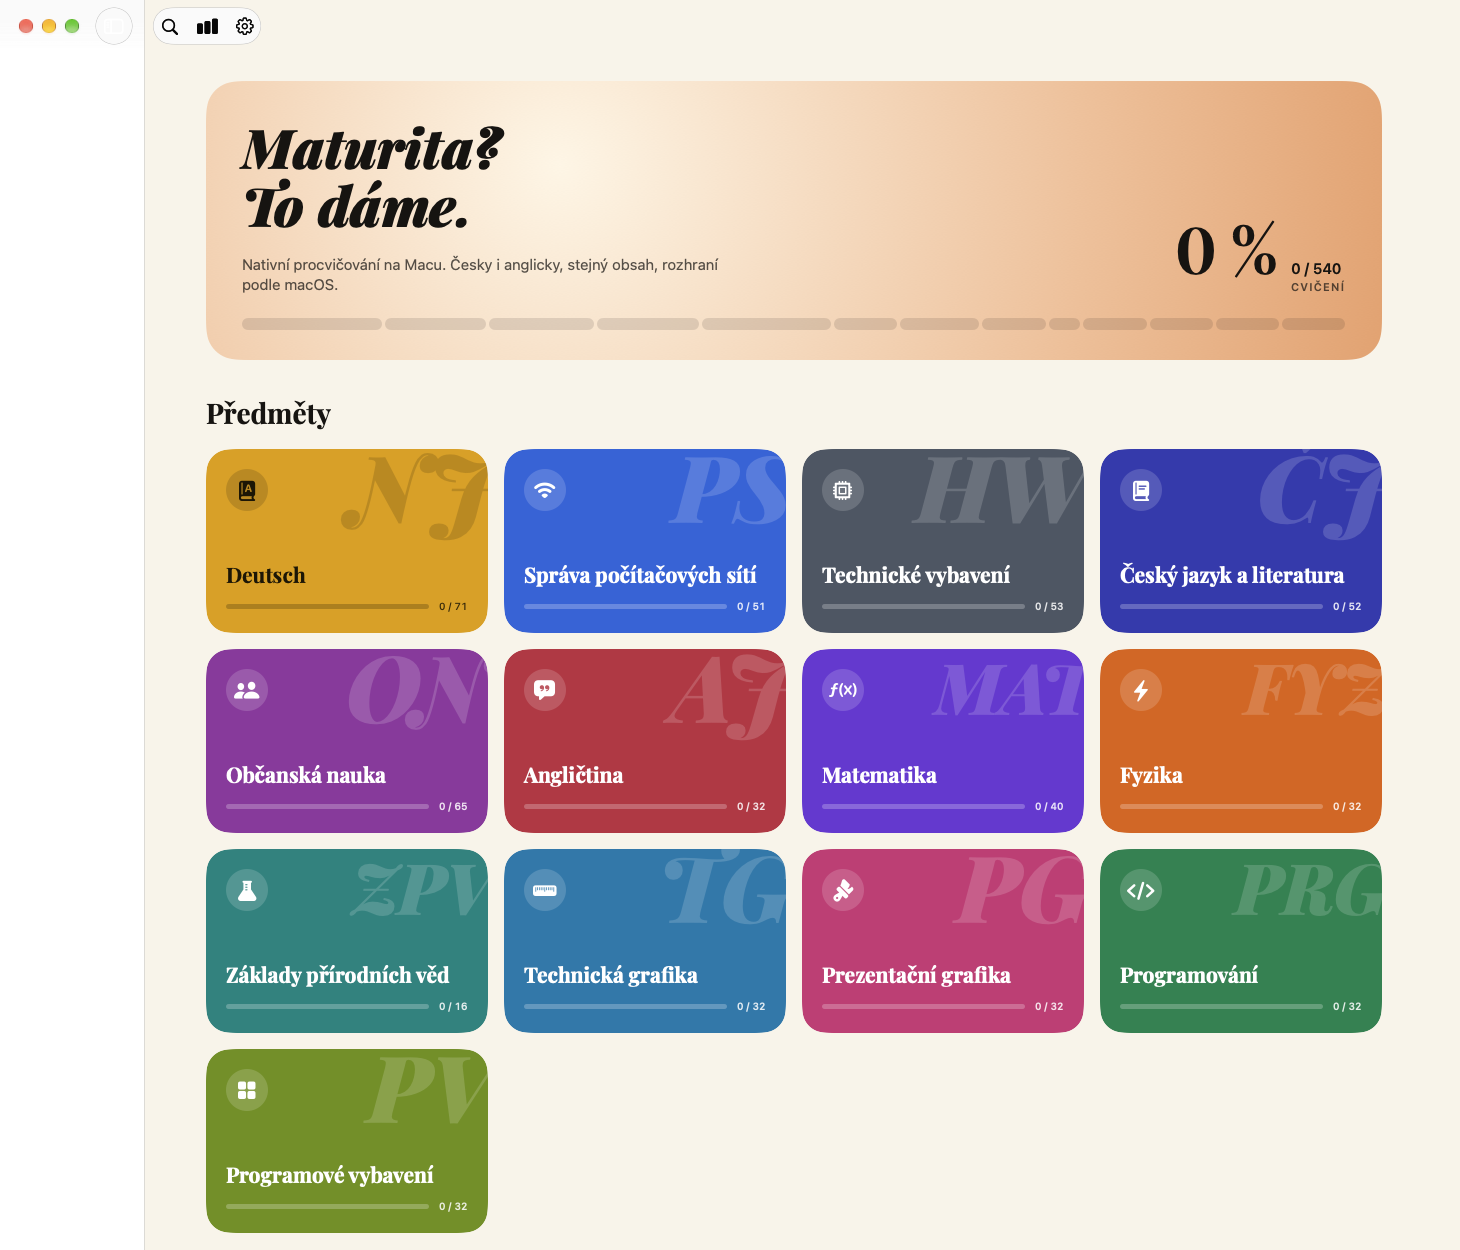 Maturita?
To dáme.
Nativní procvičování na Macu. Česky i anglicky, stejný obsah, rozhraní
podle macOS.
0 %
0 / 540
CVIČENÍ
Předměty
NJ
A
Deutsch
0 / 71
PS
Správa počítačových sítí
0 / 51
HW
Technické vybavení
0 / 53
ČJ
Český jazyk a literatura
0 / 52
ON
Občanská nauka
0 / 65
AJ
Angličtina
0 / 32
MAT
f(x)
Matematika
0 / 40
FYZ
Fyzika
0 / 32
ZPV
Základy přírodních věd
0 / 16
TG
Technická grafika
0 / 32
PG
Prezentační grafika
0 / 32
PRG
Programování
0 / 32
PV
Programové vybavení
0 / 32